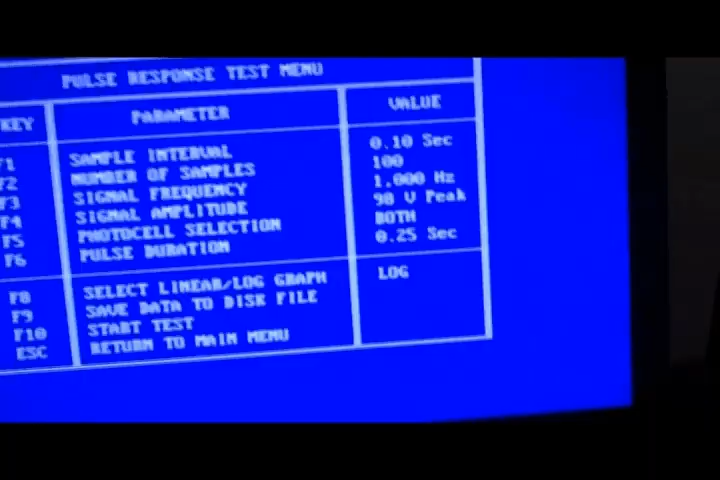 PULSE RESPONSE TEST MENU
KEY PARAMETER VALUE
F1 SAMPLE INTERVAL 0.10 Sec
F2 NUMBER OF SAMPLES 100
F3 SIGNAL FREQUENCY 1,000 Hz
F4 SIGNAL AMPLITUDE 98 V Peak
F5 PHOTOCELL SELECTION BOTH
F6 PULSE DURATION 0.25 Sec
F8 SELECT LINEAR/LOG GRAPH LOG
F9 SAVE DATA TO DISK FILE
F10 START TEST
ESC RETURN TO MAIN MENU